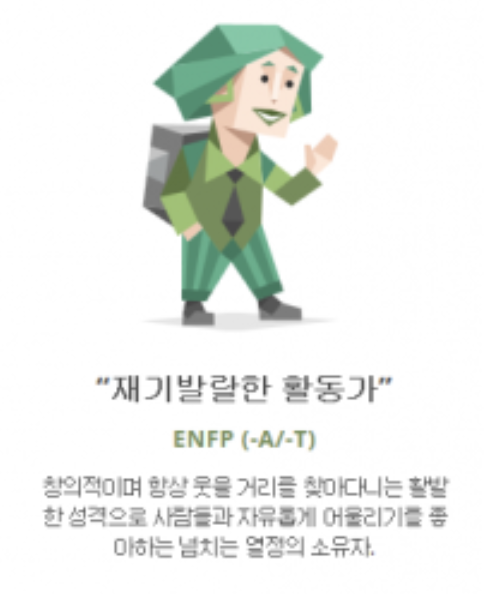 "재기발랄한 활동가"
ENFP (-A/-T)
창의적이며 항상 웃을 거리를 찾아다니는 활발
한 성격으로 사람들과 자유롭게 어울리기를 좋
아하는 넘치는 열정의 소유자.